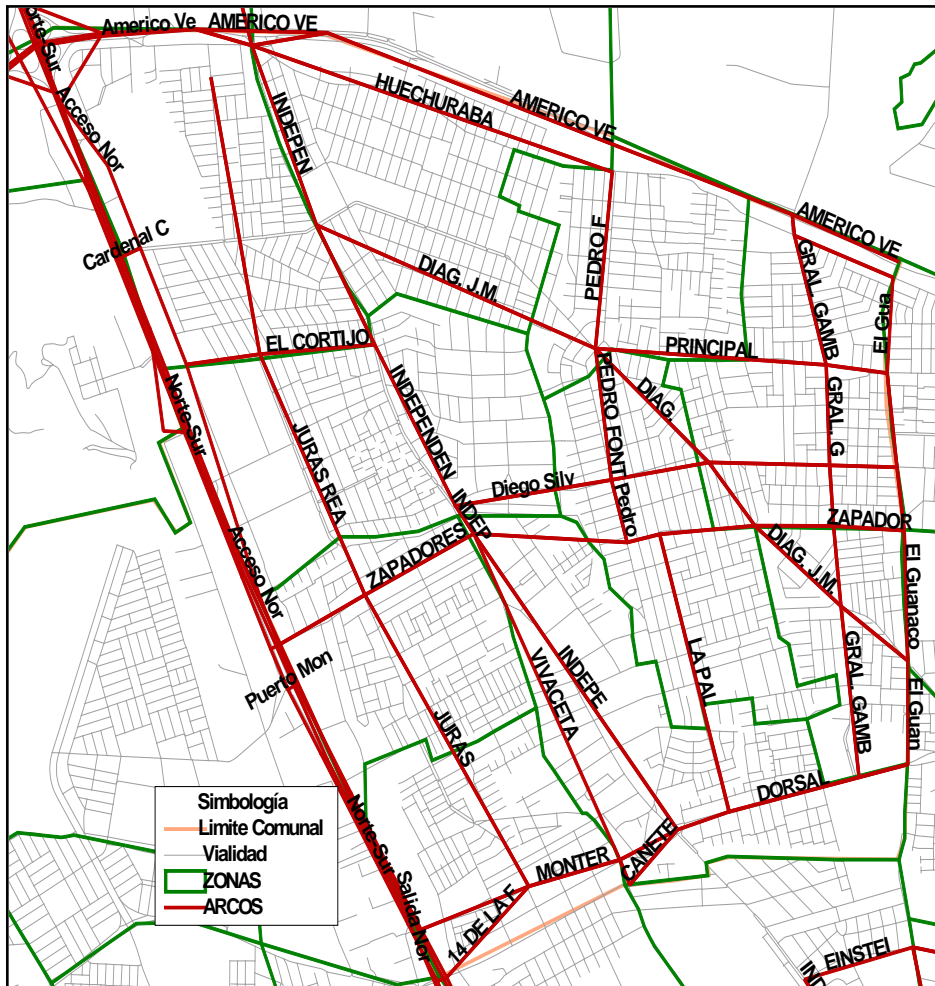 Norte-Sur
Americo Ve
AMERICO VE
HUECHURABA
AMERICO VE
Acceso Nor
INDEPEN
AMERICO VE
Cardenal C
DIAG. J.M.
PEDRO F
GRAL. GAMB
El Gua
EL CORTIJO
PRINCIPAL
Norte-Sur
INDEPENDEN
PEDRO FONT
DIAG.
GRAL. G
JURAS REA
Diego Silv
INDEP
Pedro
ZAPADOR
Acceso Nor
ZAPADORES
DIAG. J.M.
El Guanaco
Puerto Mon
VIVACETA
INDEPE
LA PAL
GRAL. GAMB
El Guan
JURAS
DORSAL
Norte-Sur
CAÑETE
MONTER
Salida Nor
14 DE LA F
EINSTEI
IND
Simbología
Limite Comunal
Vialidad
ZONAS
ARCOS